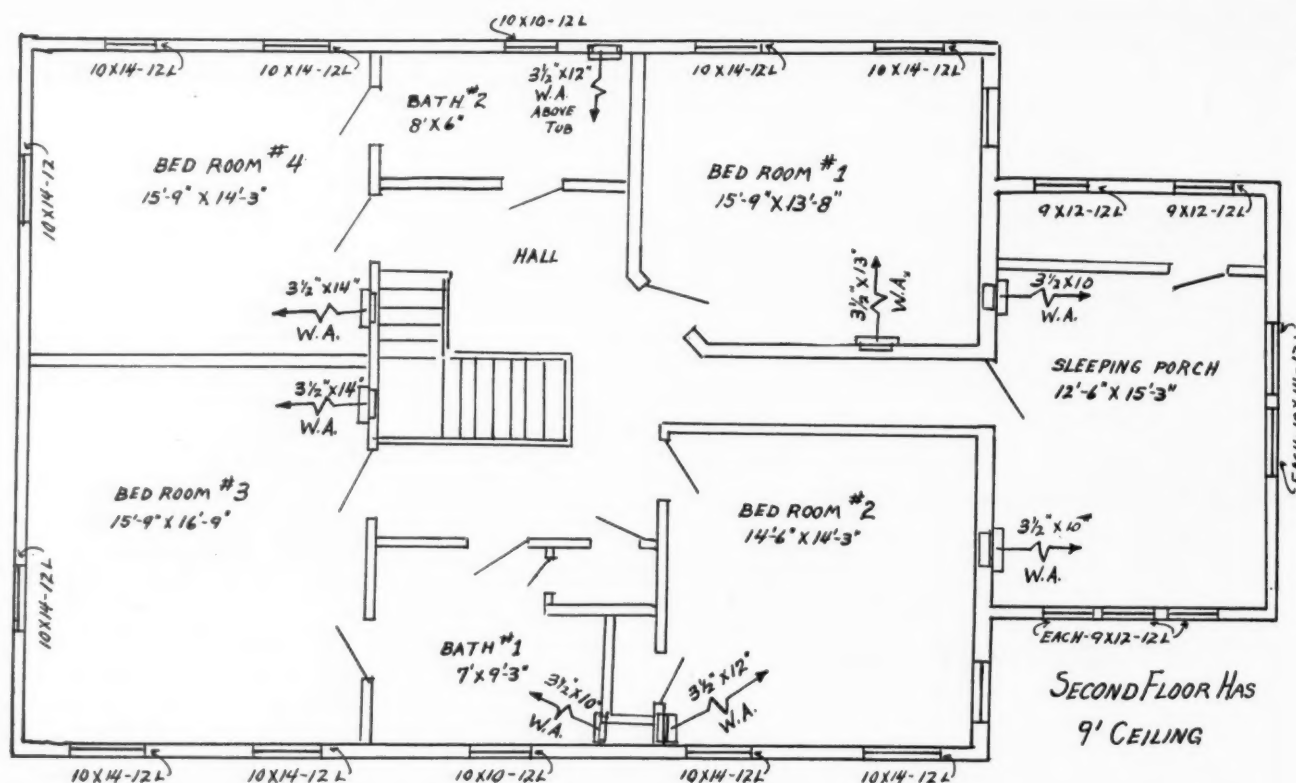 10X10-12L
10X14-12L
10X14-12L
10X14-12L
10X14-12L
3½"X12"
W.A.
ABOVE
TUB
BATH #2
8'X6"
BED ROOM #4
15'-9" X 14'-3"
BED ROOM #1
15'-9" X 13'-8"
10X14-12
9X12-12L
9X12-12L
HALL
3½"X14"
W.A.
3½"X13"
W.A.
3½X10
W.A.
SLEEPING PORCH
12'-6" X 15'-3"
EACH-10X14-12L
3½"X14"
W.A.
BED ROOM #3
15'-9" X 16'-9"
BED ROOM #2
14'-6" X 14'-3"
3½"X10"
W.A.
10X14-12L
BATH #1
7'X9'-3"
3½"X10"
W.A.
3½"X12"
W.A.
EACH-9X12-12L
SECOND FLOOR HAS
9' CEILING
10X14-12L
10X14-12L
10X10-12L
10X14-12L
10X14-12L